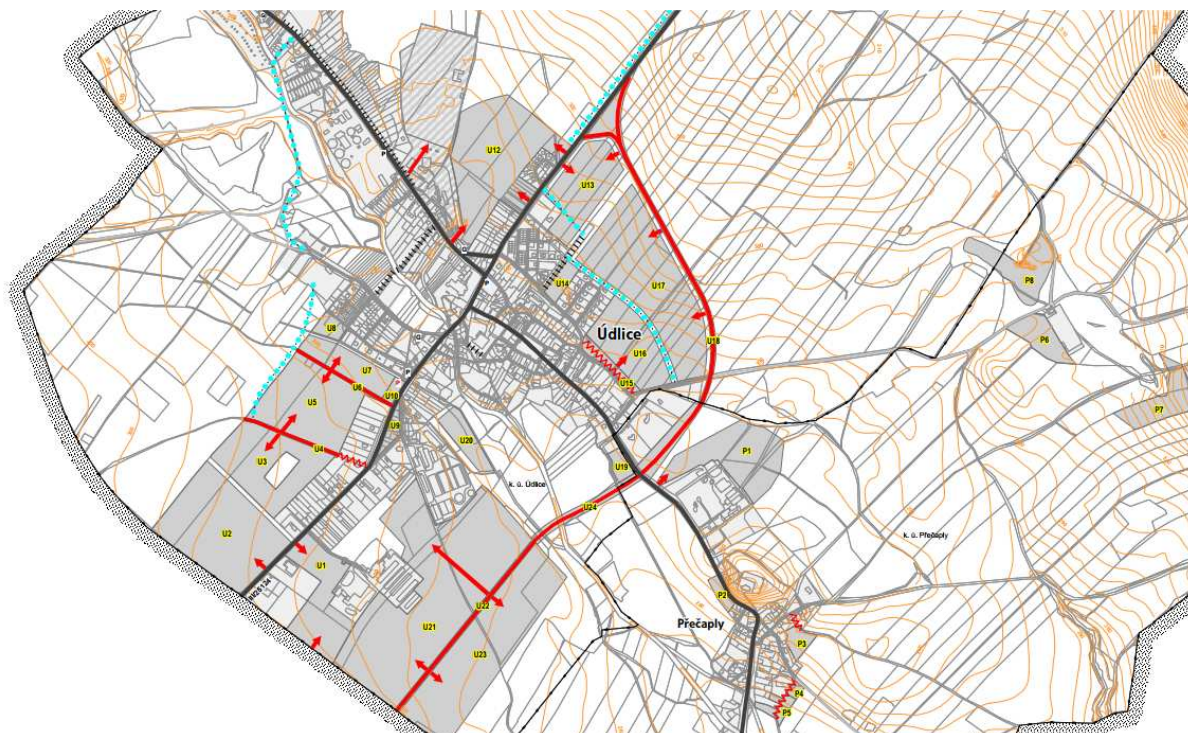 U12
U13
P
U14
U17
P8
Údlice
U18
P6
U8
U16
U7
U15
U6
P
U5
U10
P7
U9
U4
U20
P1
U3
U19
k. ú. Údlice
U24
U2
k. ú. Přečaply
U1
P2
U22
Přečaply
U21
P3
U23
P4
P5